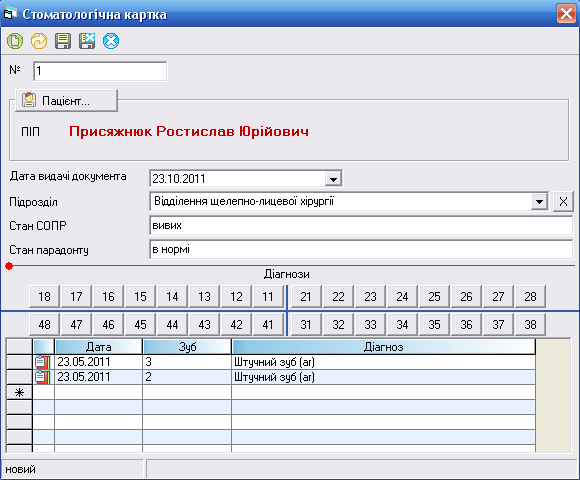 Стоматологічна картка
№ 1
Пацієнт...
ПІП Присяжнюк Ростислав Юрійович
Дата видачі документа 23.10.2011
Підрозділ Відділення щелепно-лицевої хірургії X
Стан СОПР вивих
Стан парадонту в нормі
Діагнози
18 17 16 15 14 13 12 11 21 22 23 24 25 26 27 28
48 47 46 45 44 43 42 41 31 32 33 34 35 36 37 38
Дата Зуб Діагноз
23.05.2011 3 Штучний зуб (ar)
23.05.2011 2 Штучний зуб (ar)
новий